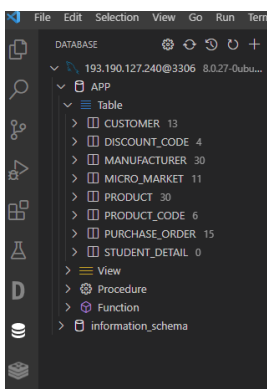 File Edit Selection View Go Run Term
DATABASE
193.190.127.240@3306 8.0.27-0ubu...
APP
Table
CUSTOMER 13
DISCOUNT_CODE 4
MANUFACTURER 30
MICRO_MARKET 11
PRODUCT 30
PRODUCT_CODE 6
PURCHASE_ORDER 15
STUDENT_DETAIL 0
View
Procedure
Function
information_schema